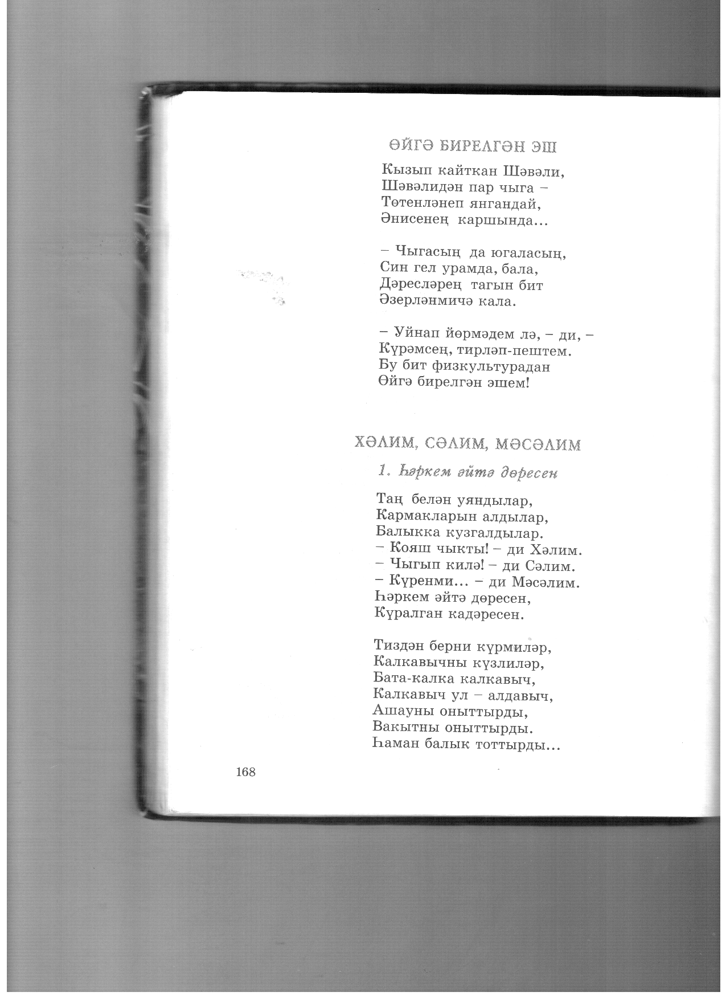 ӨЙГӘ БИРЕЛГӘН ЭШ
Кызып кайткан Шәвәли,
Шәвәлидән пар чыга –
Төтенләнеп янгандай,
Әнисенең каршында...
– Чыгасың да югаласың,
Син гел урамда, бала,
Дәресләрең тагын бит
Әзерләнмичә кала.
– Уйнап йөрмәдем лә, – ди, –
Күрәмсең, тирләп-пештем.
Бу бит физкультурадан
Өйгә бирелгән эшем!
ХӘЛИМ, СӘЛИМ, МӘСӘЛИМ
1. Һәркем әйтә дөресен
Таң белән уяндылар,
Кармакларын алдылар,
Балыкка кузгалдылар.
– Кояш чыкты! – ди Хәлим.
– Чыгып килә! – ди Сәлим.
– Күренми... – ди Мәсәлим.
Һәркем әйтә дөресен,
Күралган кадәресен.
Тиздән берни күрмиләр,
Калкавычны күзлиләр,
Бата-калка калкавыч,
Калкавыч ул – алдавыч,
Ашауны оныттырды,
Вакытны оныттырды.
Һаман балык тоттырды...
168